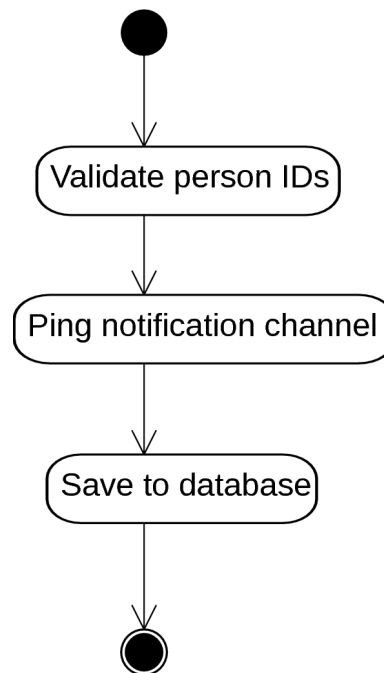 Validate person IDs
Ping notification channel
Save to database